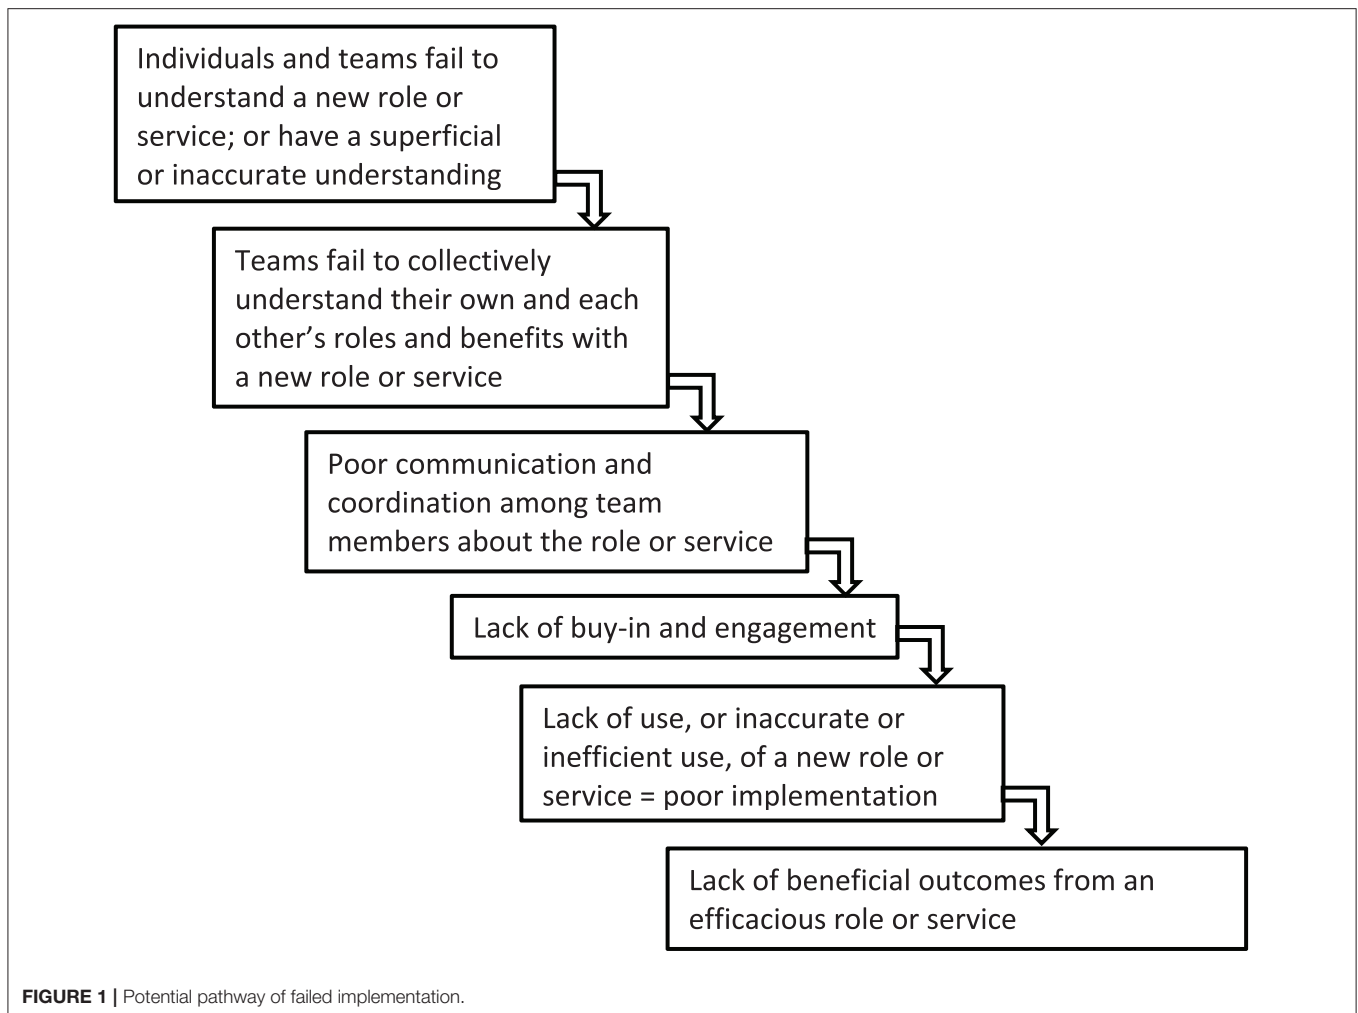 Individuals and teams fail to
understand a new role or
service; or have a superficial
or inaccurate understanding
Teams fail to collectively
understand their own and each
other’s roles and benefits with
a new role or service
Poor communication and
coordination among team
members about the role or service
Lack of buy-in and engagement
Lack of use, or inaccurate or
inefficient use, of a new role or
service = poor implementation
Lack of beneficial outcomes from an
efficacious role or service
FIGURE 1 | Potential pathway of failed implementation.